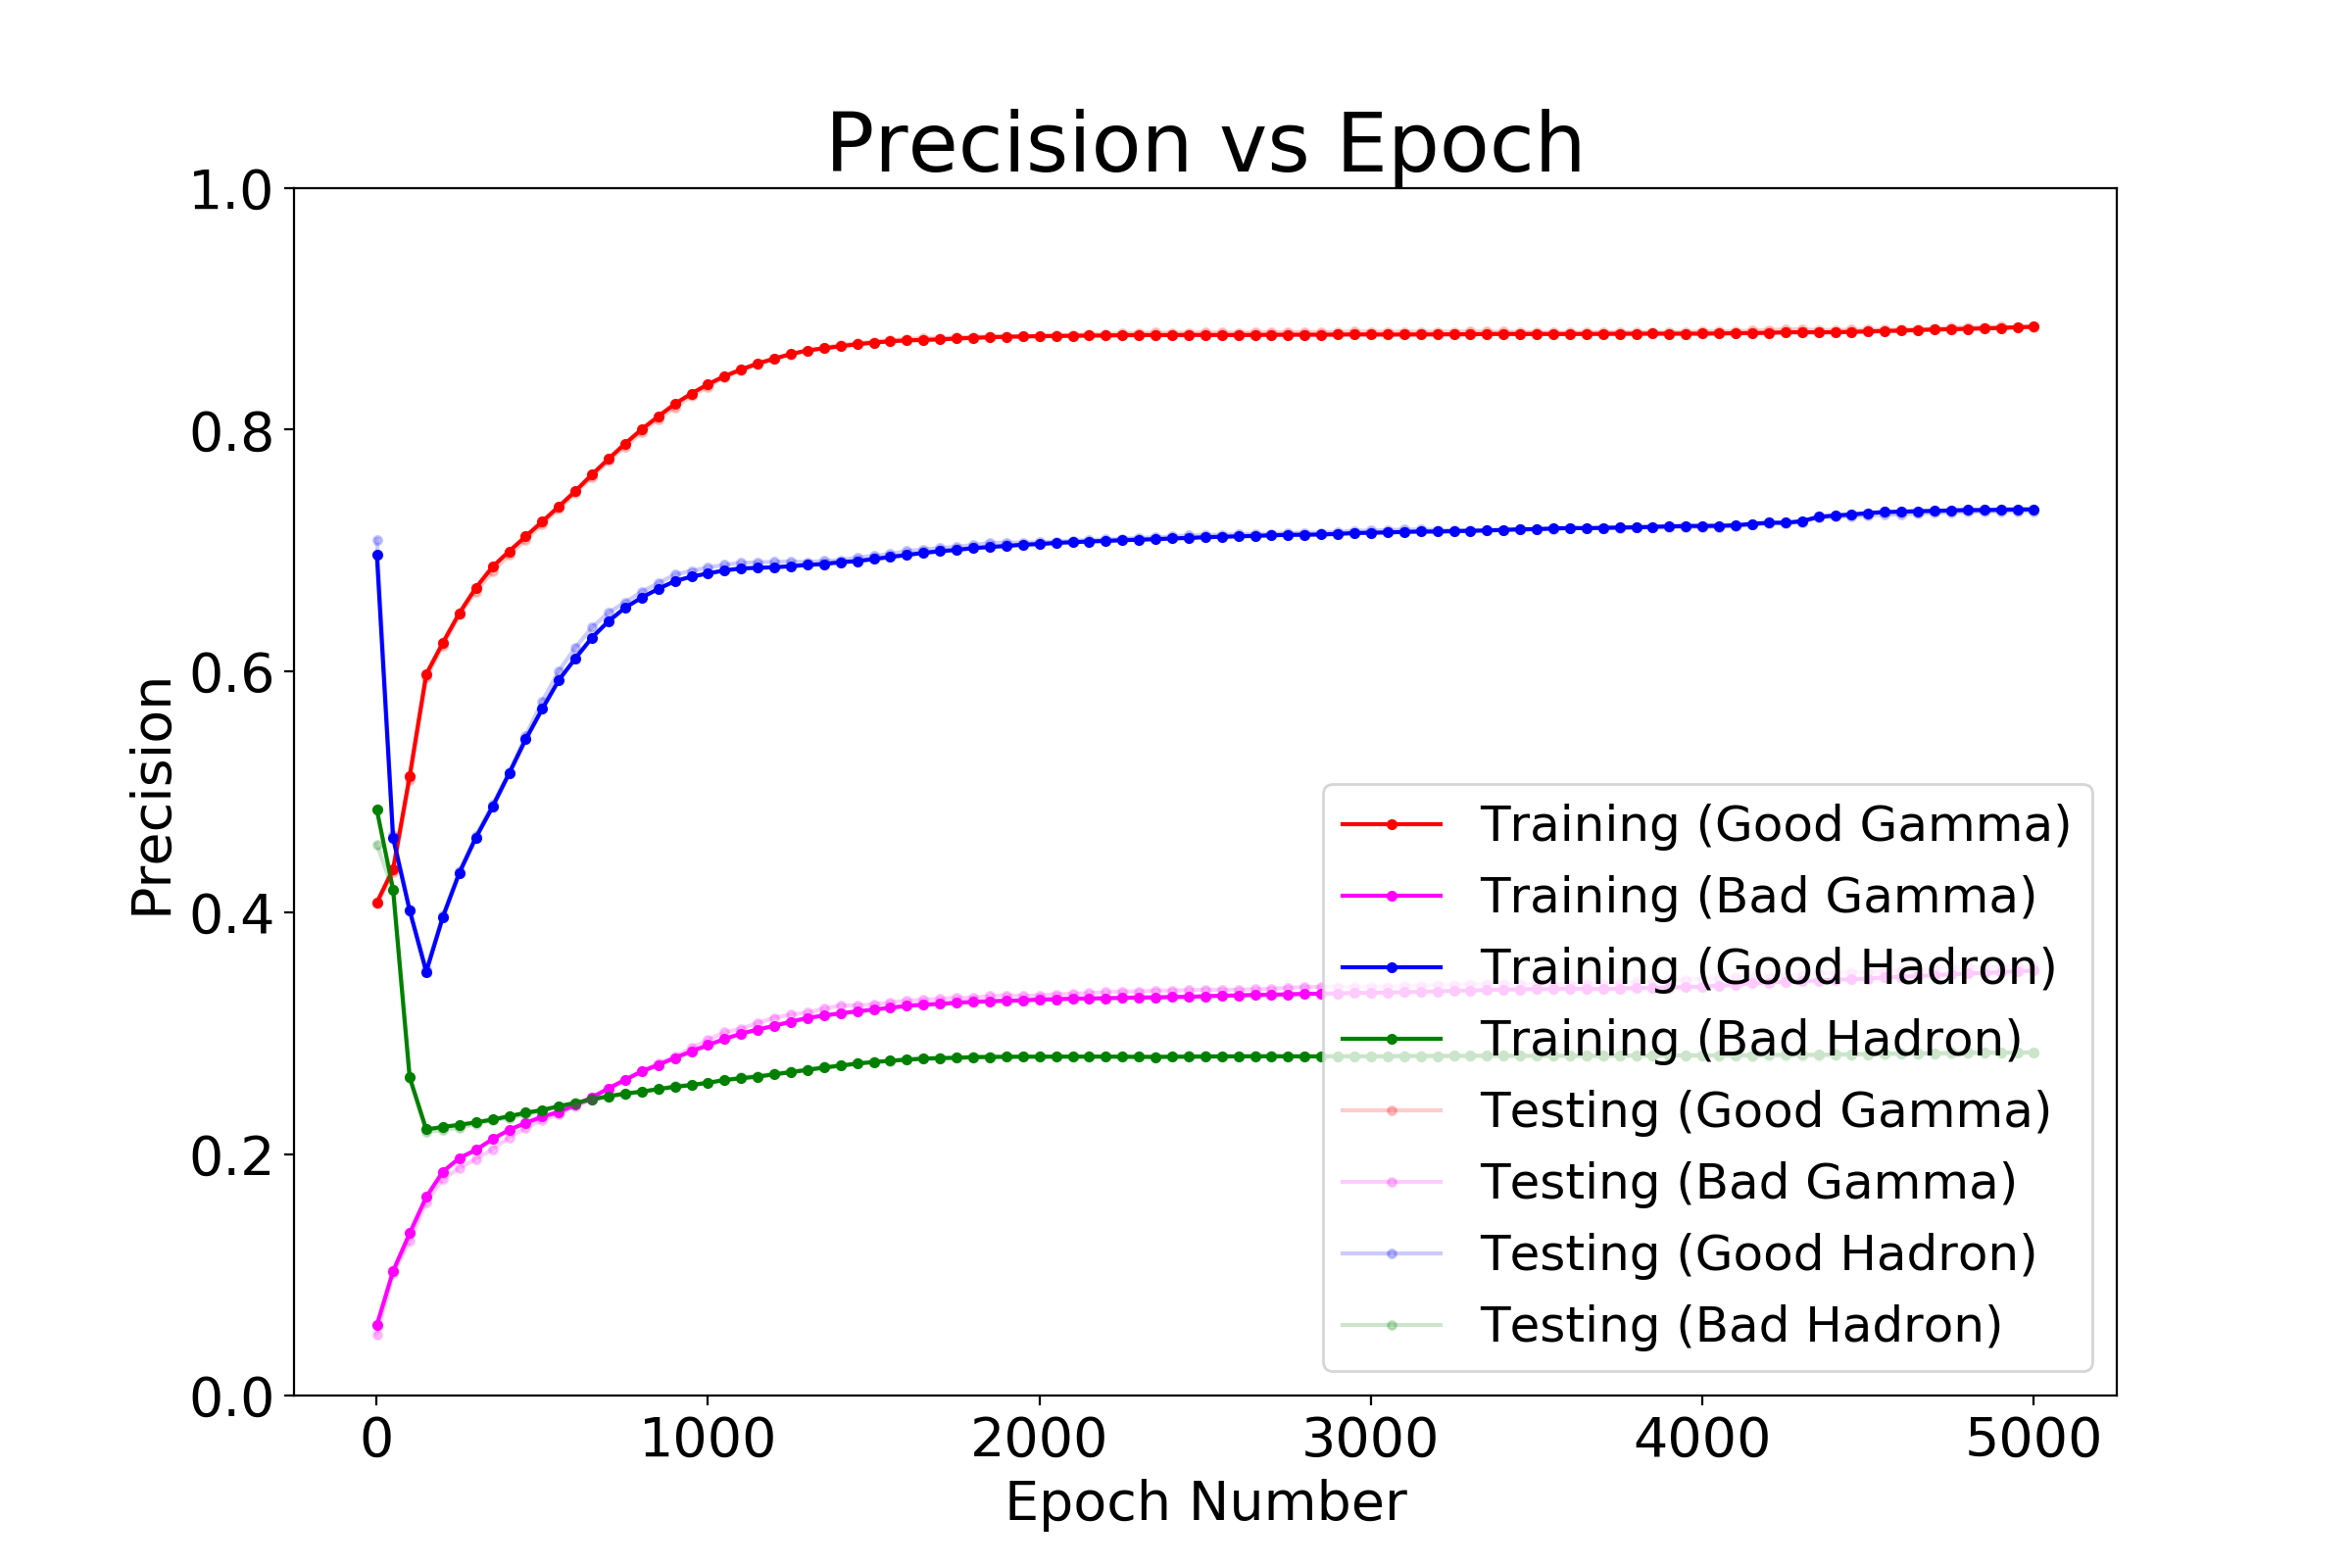 Precision vs Epoch
1.0
0.8
0.6
0.4
0.2
0.0
Precision
Training (Good Gamma)
Training (Bad Gamma)
Training (Good Hadron)
Training (Bad Hadron)
Testing (Good Gamma)
Testing (Bad Gamma)
Testing (Good Hadron)
Testing (Bad Hadron)
0 1000 2000 3000 4000 5000
Epoch Number